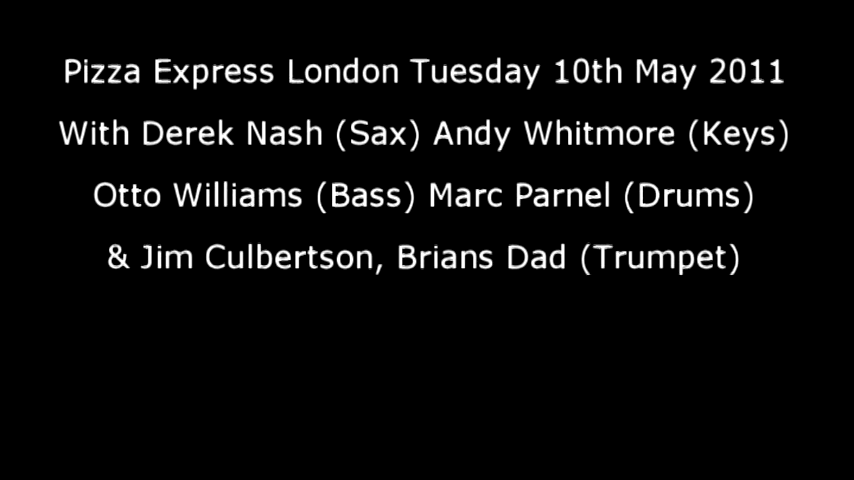 Pizza Express London Tuesday 10th May 2011
With Derek Nash (Sax) Andy Whitmore (Keys)
Otto Williams (Bass) Marc Parnel (Drums)
& Jim Culbertson, Brians Dad (Trumpet)